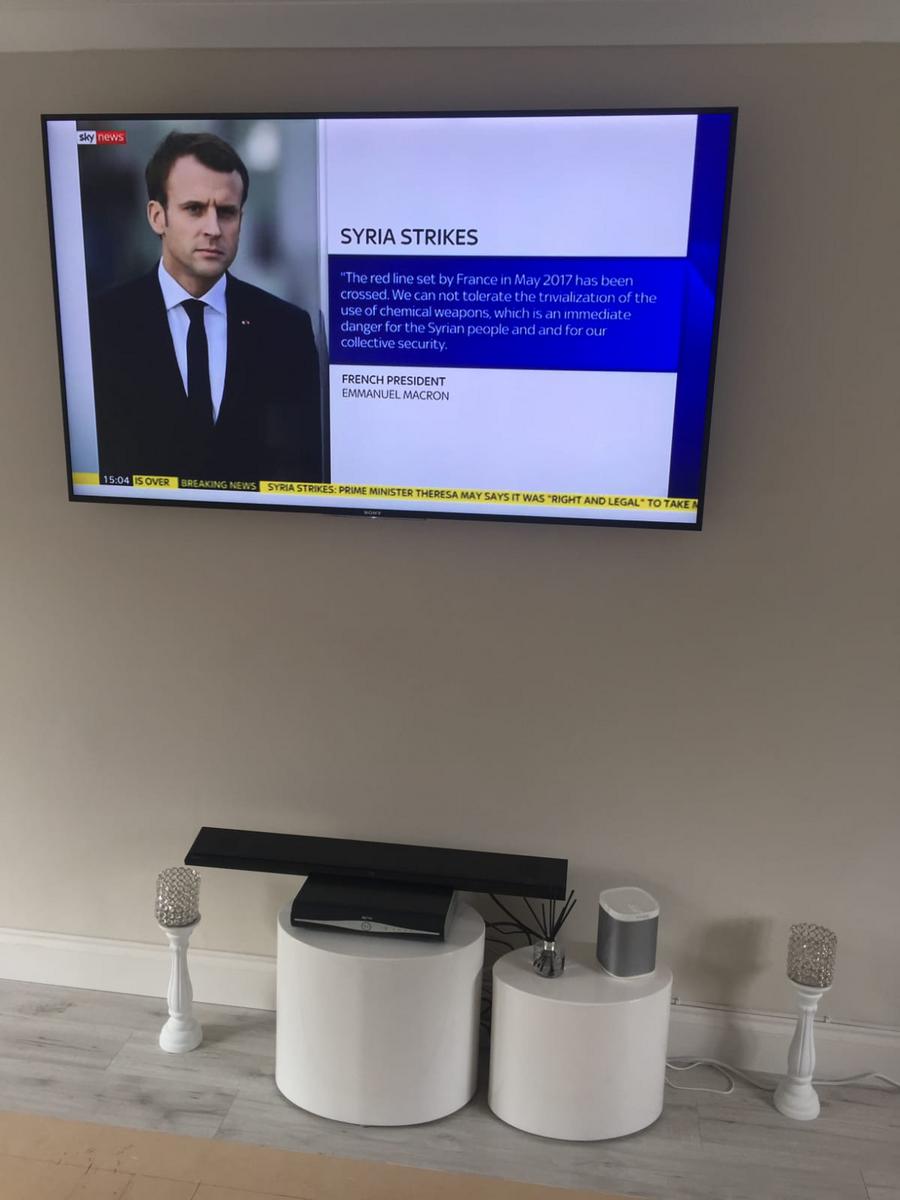 sky news
SYRIA STRIKES
"The red line set by France in May 2017 has been
crossed. We can not tolerate the trivialization of the
use of chemical weapons, which is an immediate
danger for the Syrian people and and for our
collective security.
FRENCH PRESIDENT
EMMANUEL MACRON
15:04 IS OVER BREAKING NEWS SYRIA STRIKES: PRIME MINISTER THERESA MAY SAYS IT WAS "RIGHT AND LEGAL" TO TAKE M
SONY